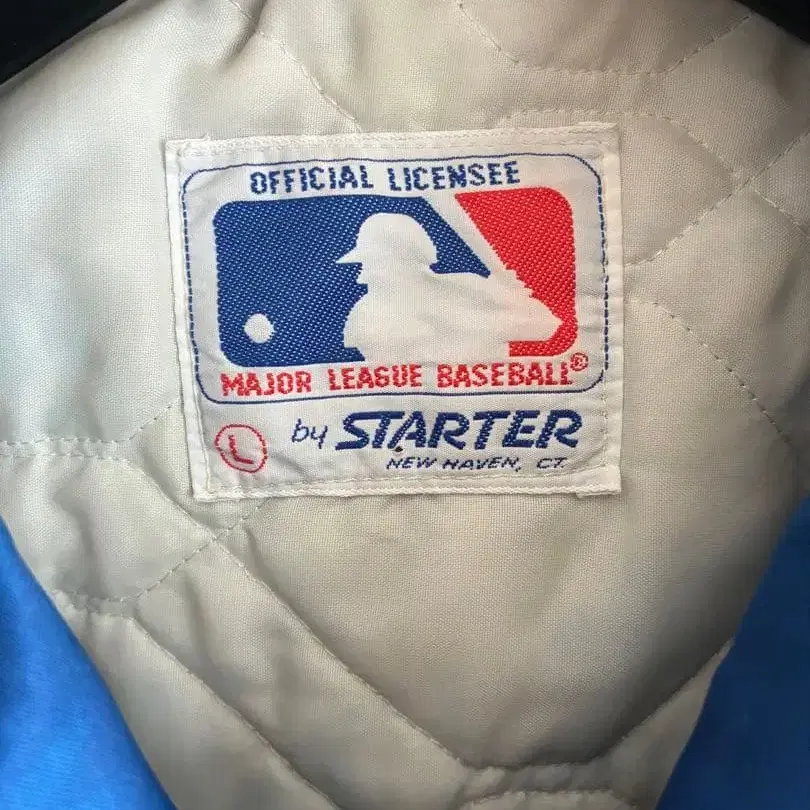 OFFICIAL LICENSEE
MAJOR LEAGUE BASEBALL®
L by STARTER
NEW HAVEN, CT.